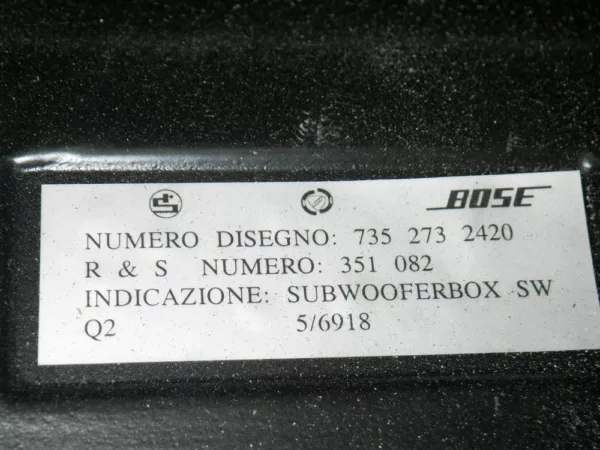 BOSE
NUMERO DISEGNO: 735 273 2420
R & S NUMERO: 351 082
INDICAZIONE: SUBWOOFERBOX SW
Q2 5/6918